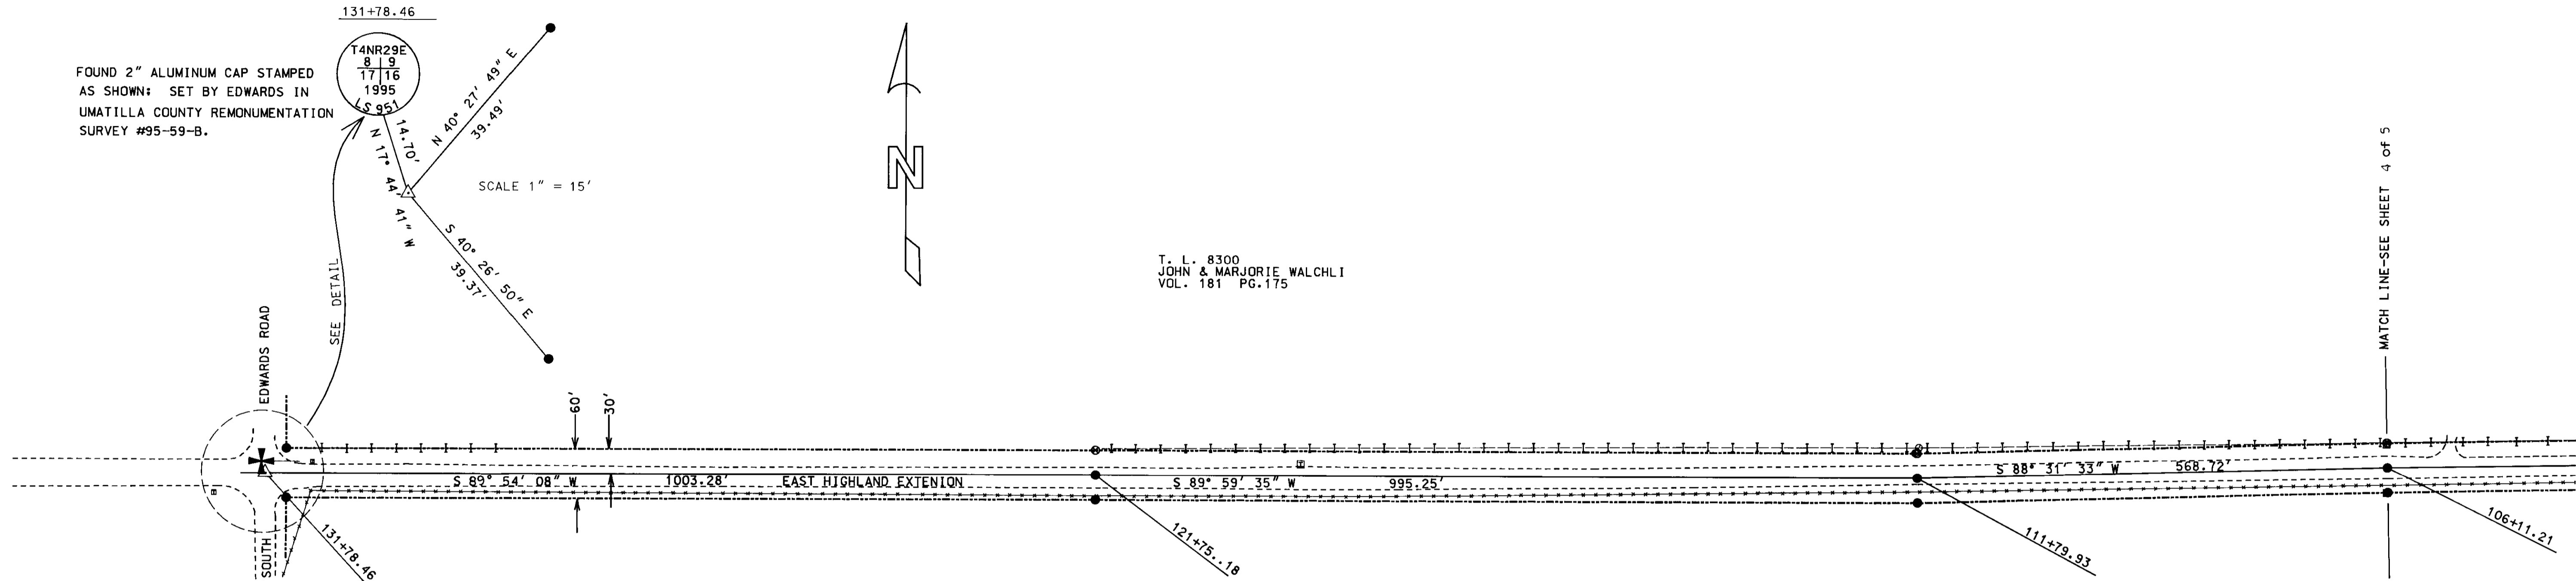 131+78.46
FOUND 2" ALUMINUM CAP STAMPED
AS SHOWN: SET BY EDWARDS IN
UMATILLA COUNTY REMONUMENTATION
SURVEY #95-59-B.
T4NR29E
8 9
17 16
1995
LS 951
14.70'
N 17° 44' 41" W
N 40° 27' 49" E
39.49'
SCALE 1" = 15'
S 40° 26' 50" E
39.37'
SEE DETAIL
N
T. L. 8300
JOHN & MARJORIE WALCHLI
VOL. 181 PG.175
MATCH LINE-SEE SHEET 4 of 5
EDWARDS ROAD
SOUTH
60'
30'
S 89° 54' 08" W 1003.28' EAST HIGHLAND EXTENION
S 89° 59' 35" W 995.25'
S 88° 31' 33" W 568.72'
131+78.46
121+75..18
111+79.93
106+11.21